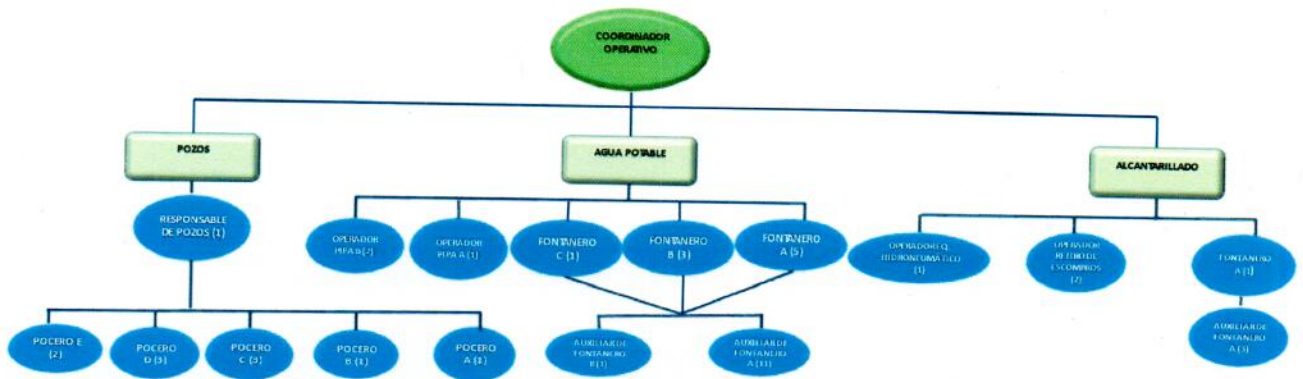 COORDINADOR
OPERATIVO
POZOS
AGUA POTABLE
ALCANTARILLADO
RESPONSABLE
DE POZOS (1)
OPERADOR
PIPA B (2)
OPERADOR
PIPA A (1)
FONTANERO
C (1)
FONTANERO
B (3)
FONTANERO
A (5)
OPERADOR EQ.
HIDRONEUMÁTICO
(1)
OPERADOR
RETIRO DE
ESCOMBROS
(2)
FONTANERO
A (1)
POCERO E
(2)
POCERO
D (3)
POCERO
C (3)
POCERO
B (1)
POCERO
A (1)
AUXILIAR DE
FONTANERO
AUXILIAR DE
FONTANERO
A (11)
AUXILIAR DE
FONTANERO
A (3)